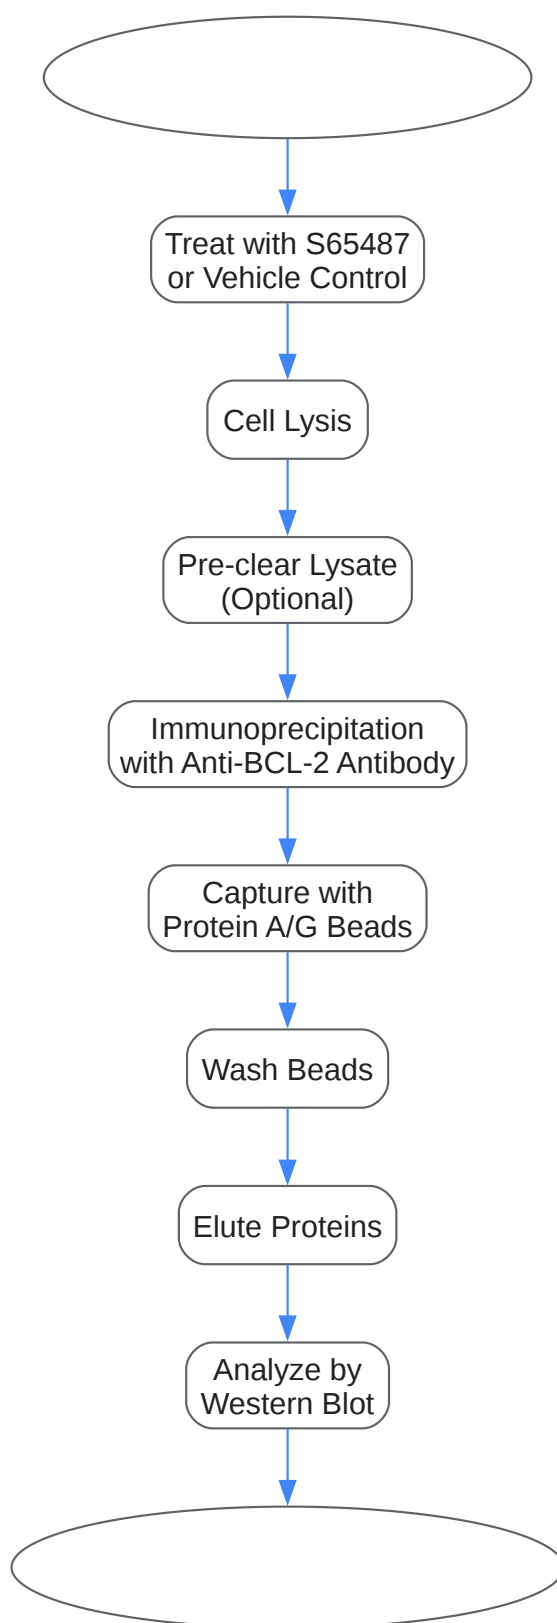 Treat with S65487
or Vehicle Control
Cell Lysis
Pre-clear Lysate
(Optional)
Immunoprecipitation
with Anti-BCL-2 Antibody
Capture with
Protein A/G Beads
Wash Beads
Elute Proteins
Analyze by
Western Blot